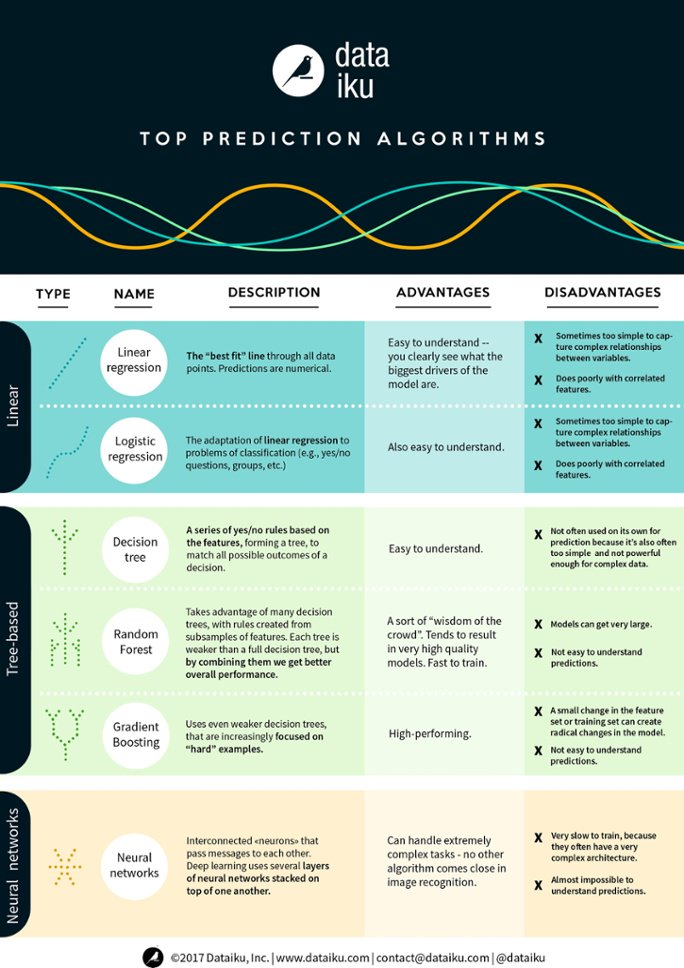 data
iku
TOP PREDICTION ALGORITHMS
TYPE NAME DESCRIPTION ADVANTAGES DISADVANTAGES
Linear
Linear
regression
The “best fit” line through all data
points. Predictions are numerical.
Easy to understand --
you clearly see what the
biggest drivers of the
model are.
X Sometimes too simple to cap-
ture complex relationships
between variables.
X Does poorly with correlated
features.
Logistic
regression
The adaptation of linear regression to
problems of classification (e.g., yes/no
questions, groups, etc.)
Also easy to understand.
X Sometimes too simple to cap-
ture complex relationships
between variables.
X Does poorly with correlated
features.
Tree-based
Decision
tree
A series of yes/no rules based on
the features, forming a tree, to
match all possible outcomes of a
decision.
Easy to understand.
X Not often used on its own for
prediction because it's also often
too simple and not powerful
enough for complex data.
Random
Forest
Takes advantage of many decision
trees, with rules created from
subsamples of features. Each tree is
weaker than a full decision tree, but
by combining them we get better
overall performance.
A sort of “wisdom of the
crowd”. Tends to result
in very high quality
models. Fast to train.
X Models can get very large.
X Not easy to understand
predictions.
Gradient
Boosting
Uses even weaker decision trees,
that are increasingly focused on
“hard” examples.
High-performing.
X A small change in the feature
set or training set can create
radical changes in the model.
X Not easy to understand
predictions.
Neural networks
Neural
networks
Interconnected «neurons» that
pass messages to each other.
Deep learning uses several layers
of neural networks stacked on
top of one another.
Can handle extremely
complex tasks - no other
algorithm comes close in
image recognition.
X Very slow to train, because
they often have a very
complex architecture.
X Almost impossible to
understand predictions.
©2017 Dataiku, Inc. | www.dataiku.com | contact@dataiku.com | @dataiku